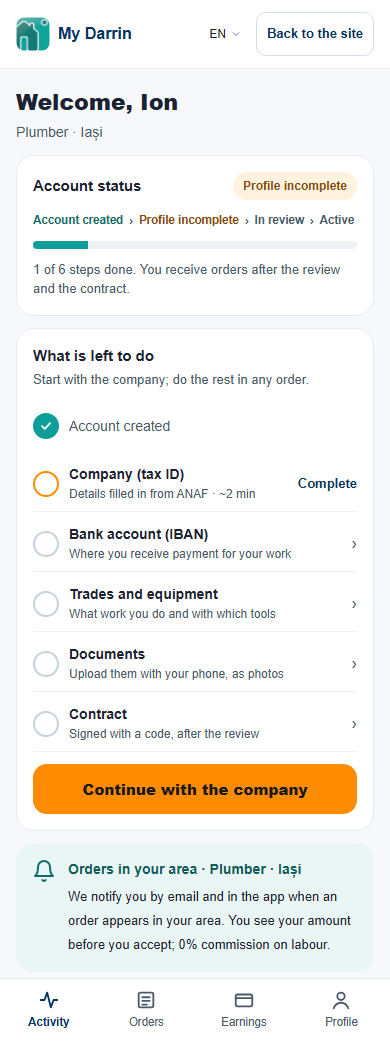 My Darrin
EN
Back to the site
Welcome, Ion
Plumber · Iași
Account status
Profile incomplete
Account created › Profile incomplete › In review › Active
1 of 6 steps done. You receive orders after the review
and the contract.
What is left to do
Start with the company; do the rest in any order.
Account created
Company (tax ID)
Details filled in from ANAF · ~2 min
Complete
Bank account (IBAN)
Where you receive payment for your work
Trades and equipment
What work you do and with which tools
Documents
Upload them with your phone, as photos
Contract
Signed with a code, after the review
Continue with the company
Orders in your area · Plumber · Iași
We notify you by email and in the app when an
order appears in your area. You see your amount
before you accept; 0% commission on labour.
Activity
Orders
Earnings
Profile